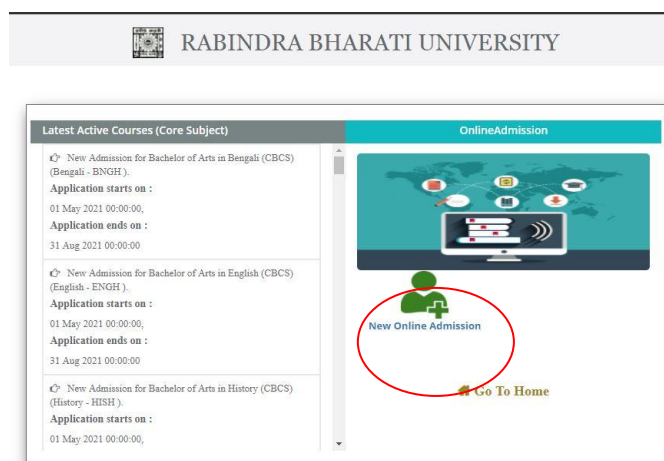 RABINDRA BHARATI UNIVERSITY
Latest Active Courses (Core Subject)
New Admission for Bachelor of Arts in Bengali (CBCS)
(Bengali - BNGH ).
Application starts on :
01 May 2021 00:00:00,
Application ends on :
31 Aug 2021 00:00:00
New Admission for Bachelor of Arts in English (CBCS)
(English - ENGH ).
Application starts on :
01 May 2021 00:00:00,
Application ends on :
31 Aug 2021 00:00:00
New Admission for Bachelor of Arts in History (CBCS)
(History - HISH ).
Application starts on :
01 May 2021 00:00:00,
OnlineAdmission
New Online Admission
Go To Home